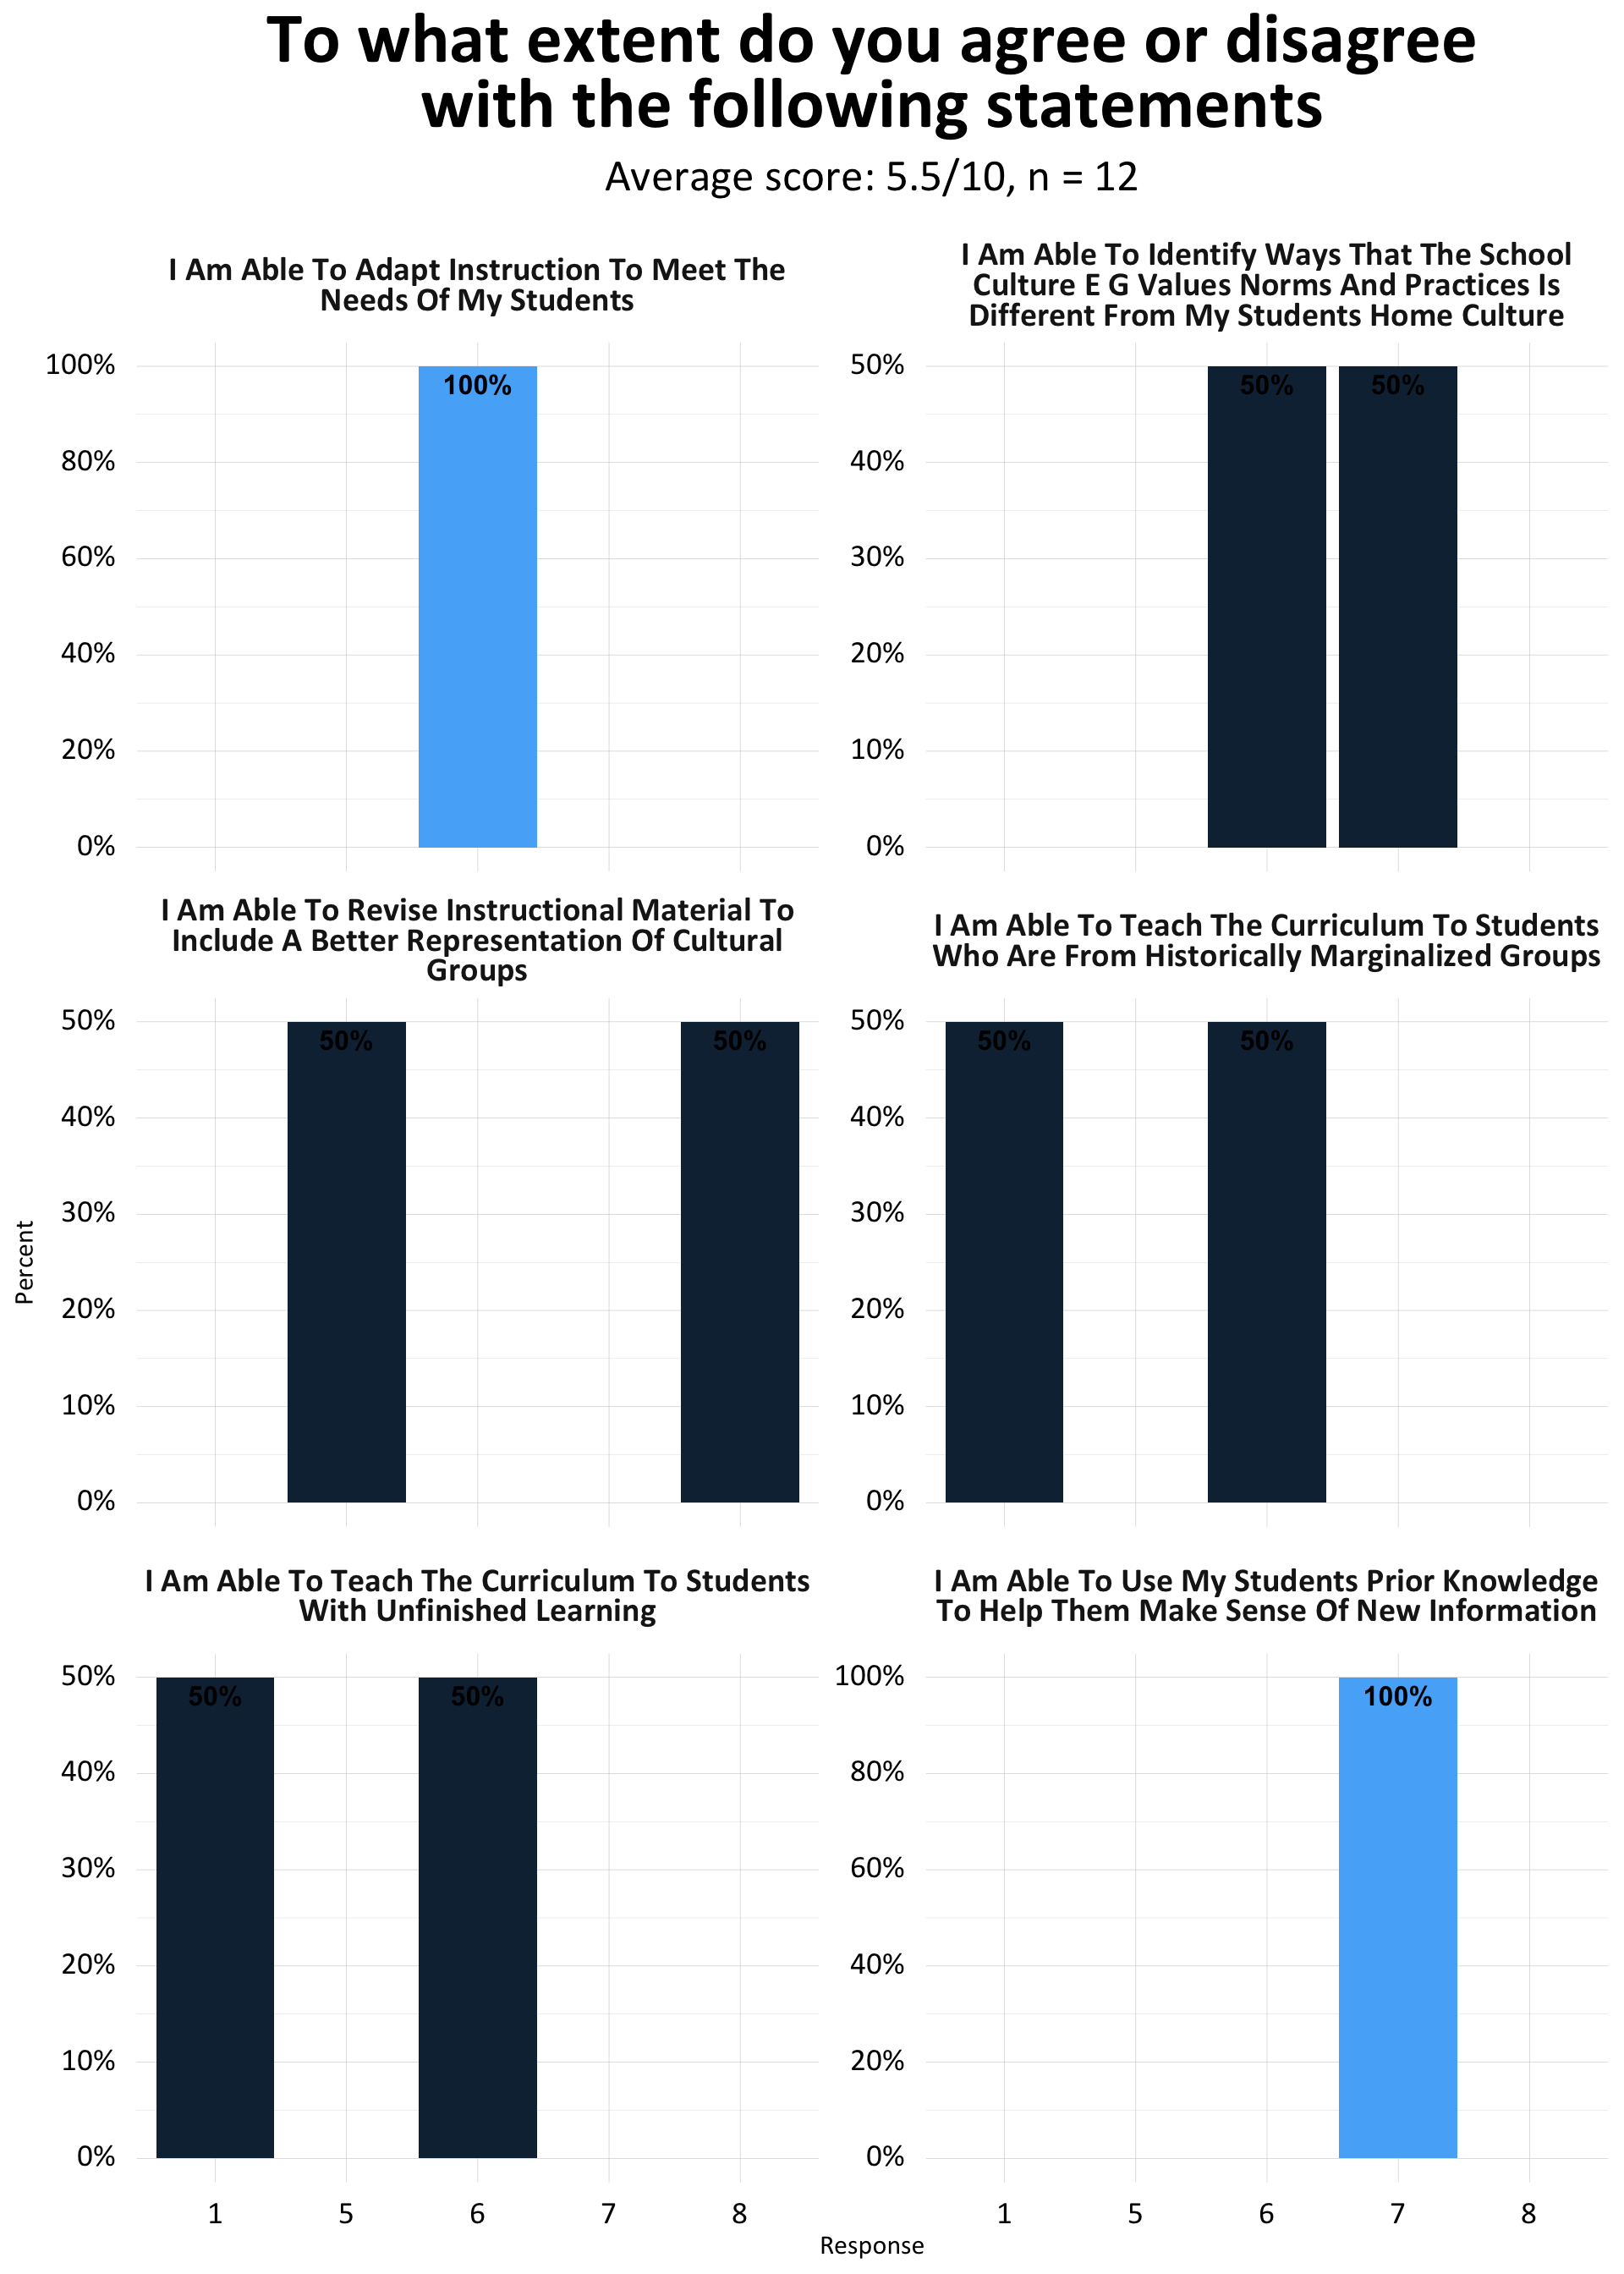 To what extent do you agree or disagree
with the following statements
Average score: 5.5/10, n = 12
I Am Able To Adapt Instruction To Meet The
Needs Of My Students
100%
80%
60%
40%
20%
0%
100%
I Am Able To Identify Ways That The School
Culture E G Values Norms And Practices Is
Different From My Students Home Culture
50%
40%
30%
20%
10%
0%
50%
50%
I Am Able To Revise Instructional Material To
Include A Better Representation Of Cultural
Groups
50%
40%
30%
20%
10%
0%
50%
50%
I Am Able To Teach The Curriculum To Students
Who Are From Historically Marginalized Groups
50%
40%
30%
20%
10%
0%
50%
50%
I Am Able To Teach The Curriculum To Students
With Unfinished Learning
50%
40%
30%
20%
10%
0%
50%
50%
1 5 6 7 8
I Am Able To Use My Students Prior Knowledge
To Help Them Make Sense Of New Information
100%
80%
60%
40%
20%
0%
100%
1 5 6 7 8
Percent
Response